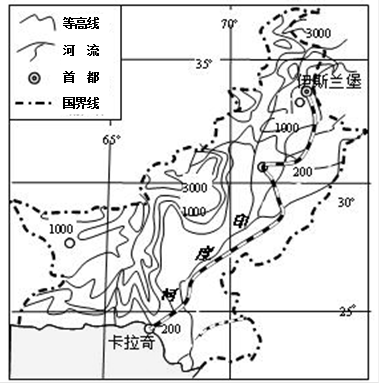 等高线
河 流
首 都
国界线
70°
3000
35°
伊斯兰堡
1000
65°
200
3000
1000
30°
印
1000
度
河
25°
200
卡拉奇